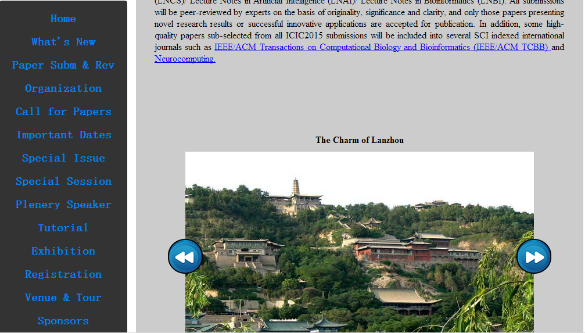 Home
What's New
Paper Subm & Rev
Organization
Call for Papers
Important Dates
Special Issue
Special Session
Plenery Speaker
Tutorial
Exhibition
Registration
Venue & Tour
Sponsors
(LNCS)/ Lecture Notes in Artificial Intelligence (LNAI)/ Lecture Notes in Bioinformatics (LNBI). All submissions
will be peer-reviewed by experts on the basis of originality, significance and clarity, and only those papers presenting
novel research results or successful innovative applications are accepted for publication. In addition, some high-
quality papers sub-selected from all ICIC2015 submissions will be included into several SCI indexed international
journals such as IEEE/ACM Transactions on Computational Biology and Bioinformatics (IEEE/ACM TCBB) and
Neurocomputing.
The Charm of Lanzhou